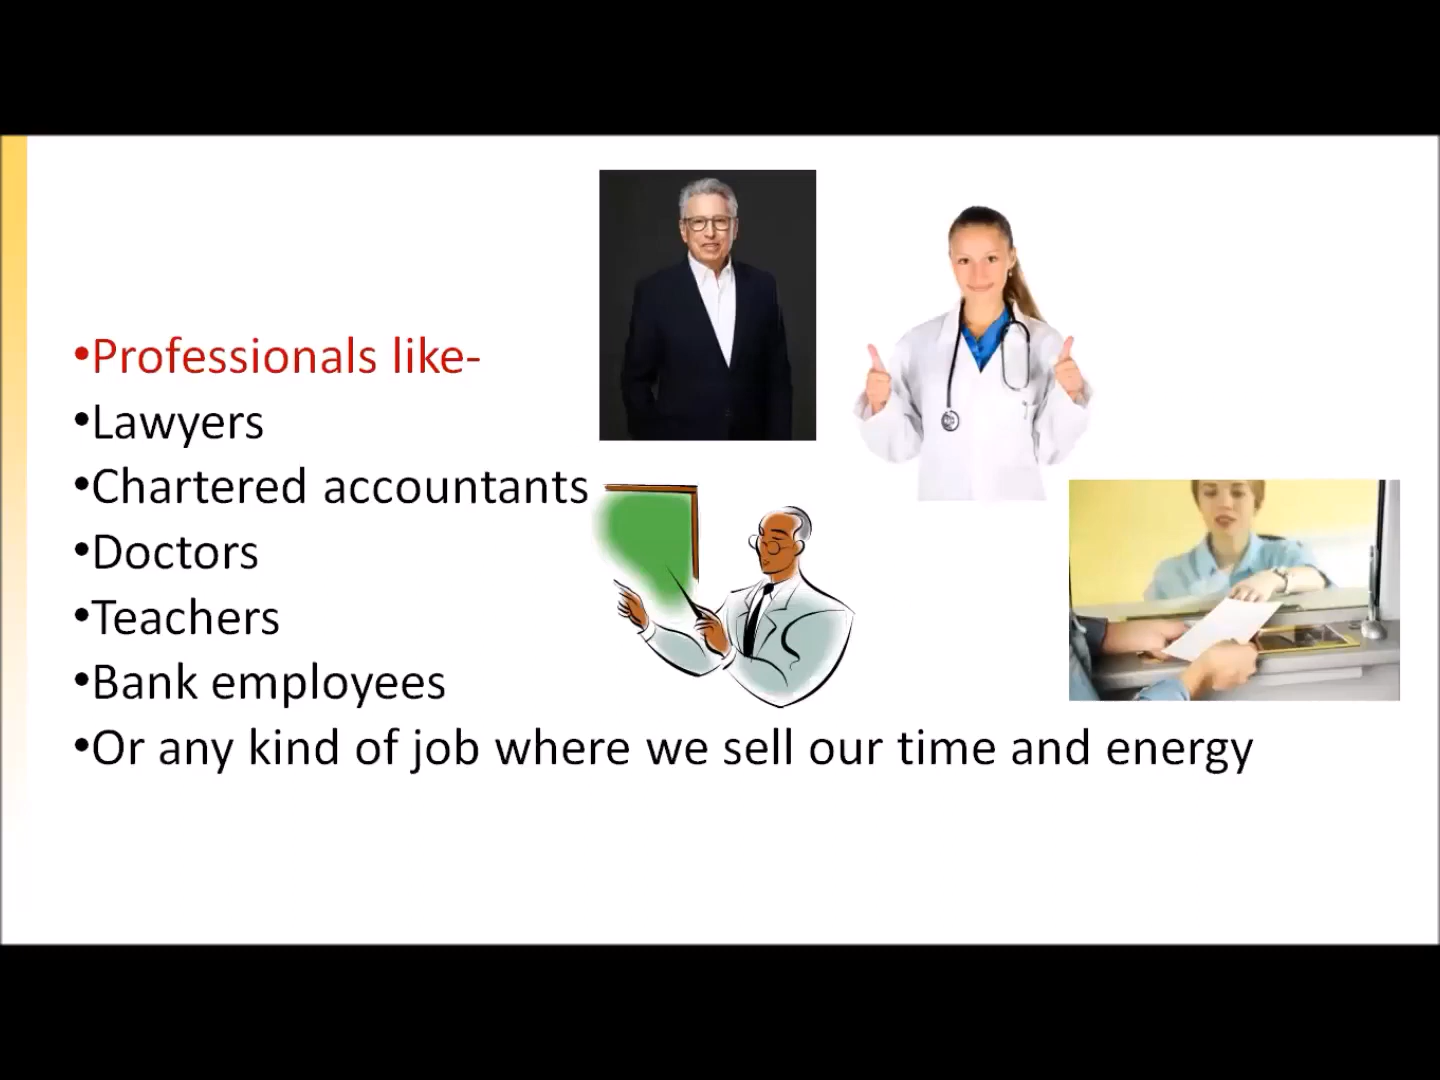 •Professionals like-
•Lawyers
•Chartered accountants
•Doctors
•Teachers
•Bank employees
•Or any kind of job where we sell our time and energy